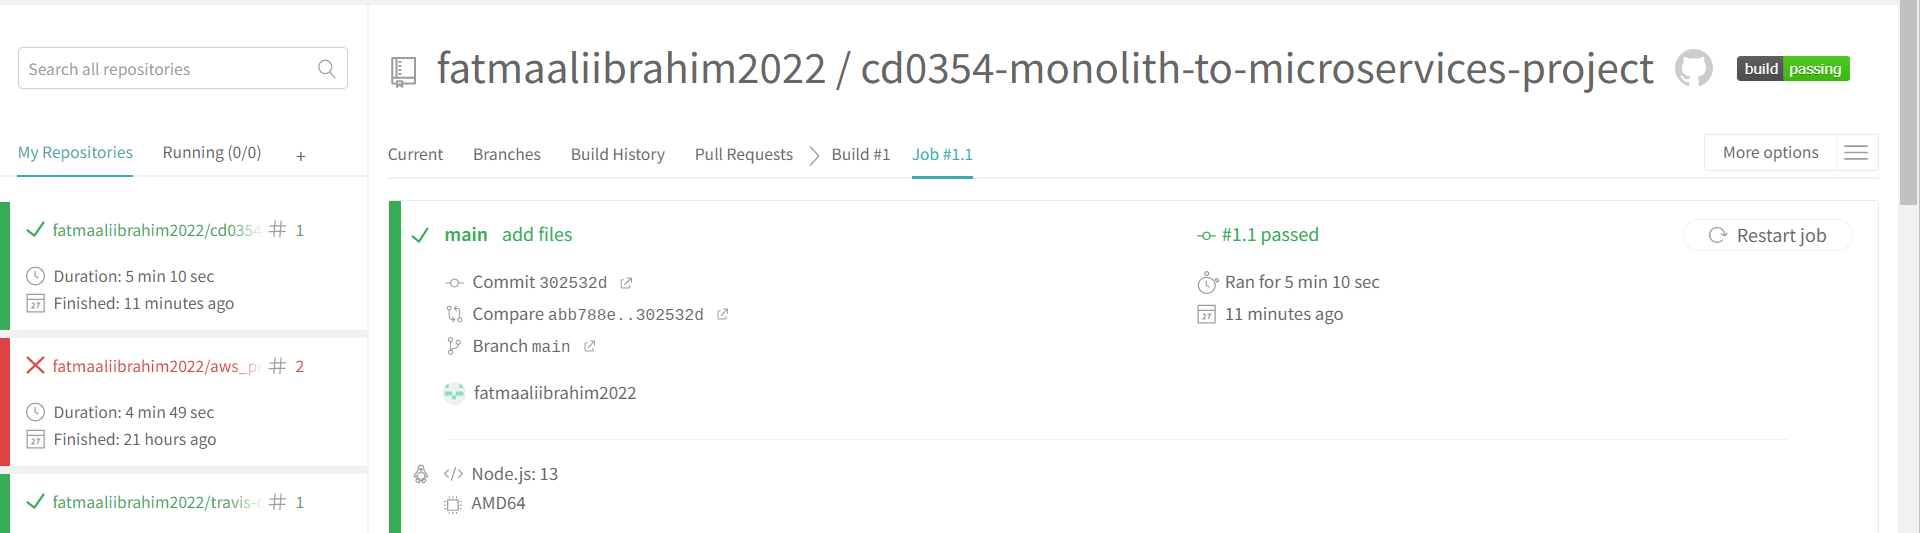 Search all repositories
My Repositories Running (0/0) +
fatmaaliibrahim2022/cd0354 # 1
Duration: 5 min 10 sec
Finished: 11 minutes ago
fatmaaliibrahim2022/aws_pr # 2
Duration: 4 min 49 sec
Finished: 21 hours ago
fatmaaliibrahim2022/travis-c # 1
fatmaaliibrahim2022 / cd0354-monolith-to-microservices-project build passing
Current Branches Build History Pull Requests Build #1 Job #1.1 More options
main add files #1.1 passed Restart job
Commit 302532d Ran for 5 min 10 sec
Compare abb788e..302532d 11 minutes ago
Branch main
fatmaaliibrahim2022
</> Node.js: 13
AMD64